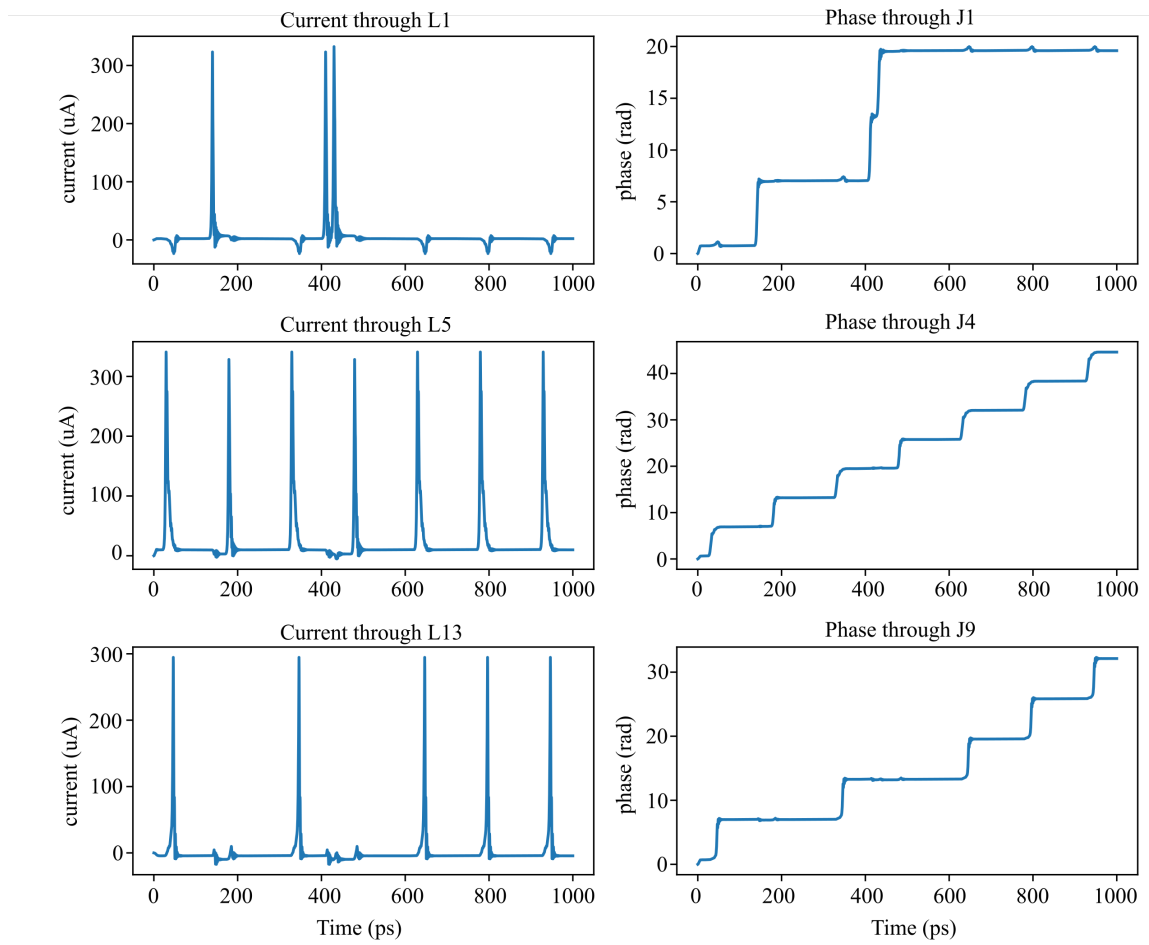 Current through L1
Phase through J1
current (uA)
300
200
100
0
0 200 400 600 800 1000
phase (rad)
20
15
10
5
0
0 200 400 600 800 1000
Current through L5
Phase through J4
current (uA)
300
200
100
0
0 200 400 600 800 1000
phase (rad)
40
30
20
10
0
0 200 400 600 800 1000
Current through L13
Phase through J9
current (uA)
300
200
100
0
0 200 400 600 800 1000
Time (ps)
phase (rad)
30
20
10
0
0 200 400 600 800 1000
Time (ps)